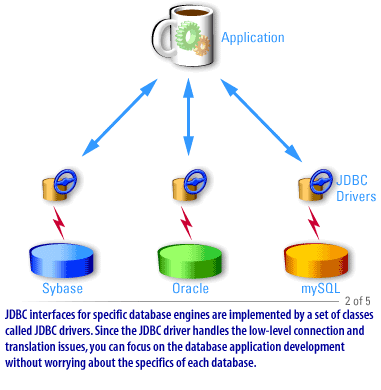 Application
JDBC
Drivers
Sybase
Oracle
mySQL
2 of 5
JDBC interfaces for specific database engines are implemented by a set of classes
called JDBC drivers. Since the JDBC driver handles the low-level connection and
translation issues, you can focus on the database application development
without worrying about the specifics of each database.